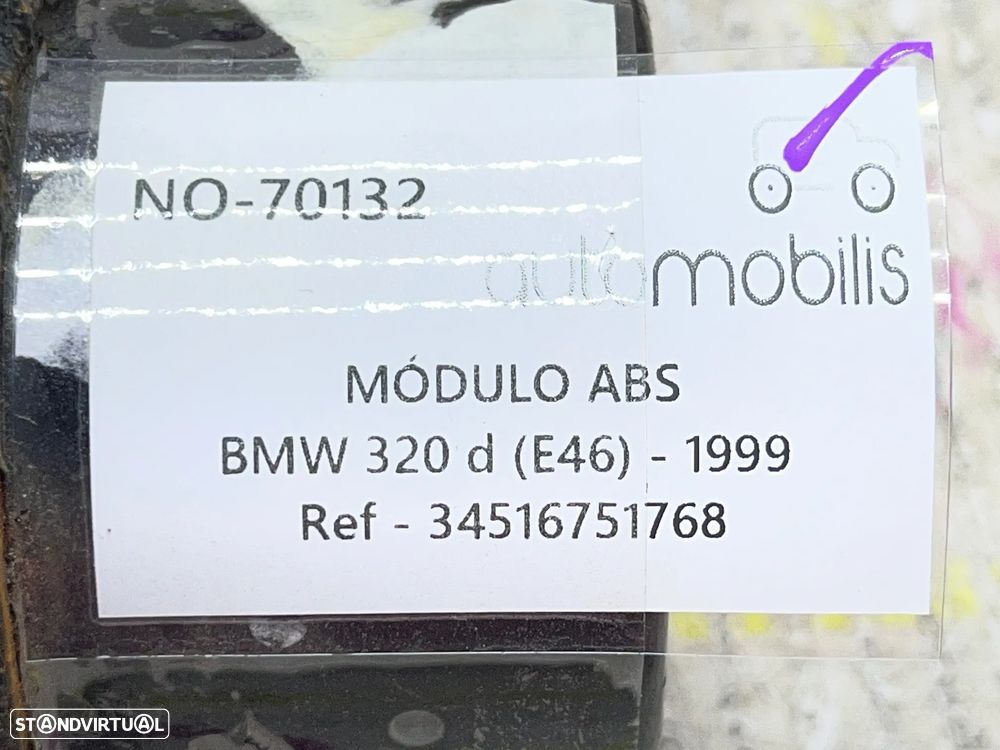 NO-70132
automobilis
MÓDULO ABS
BMW 320 d (E46) - 1999
Ref - 34516751768
STANDVIRTUAL